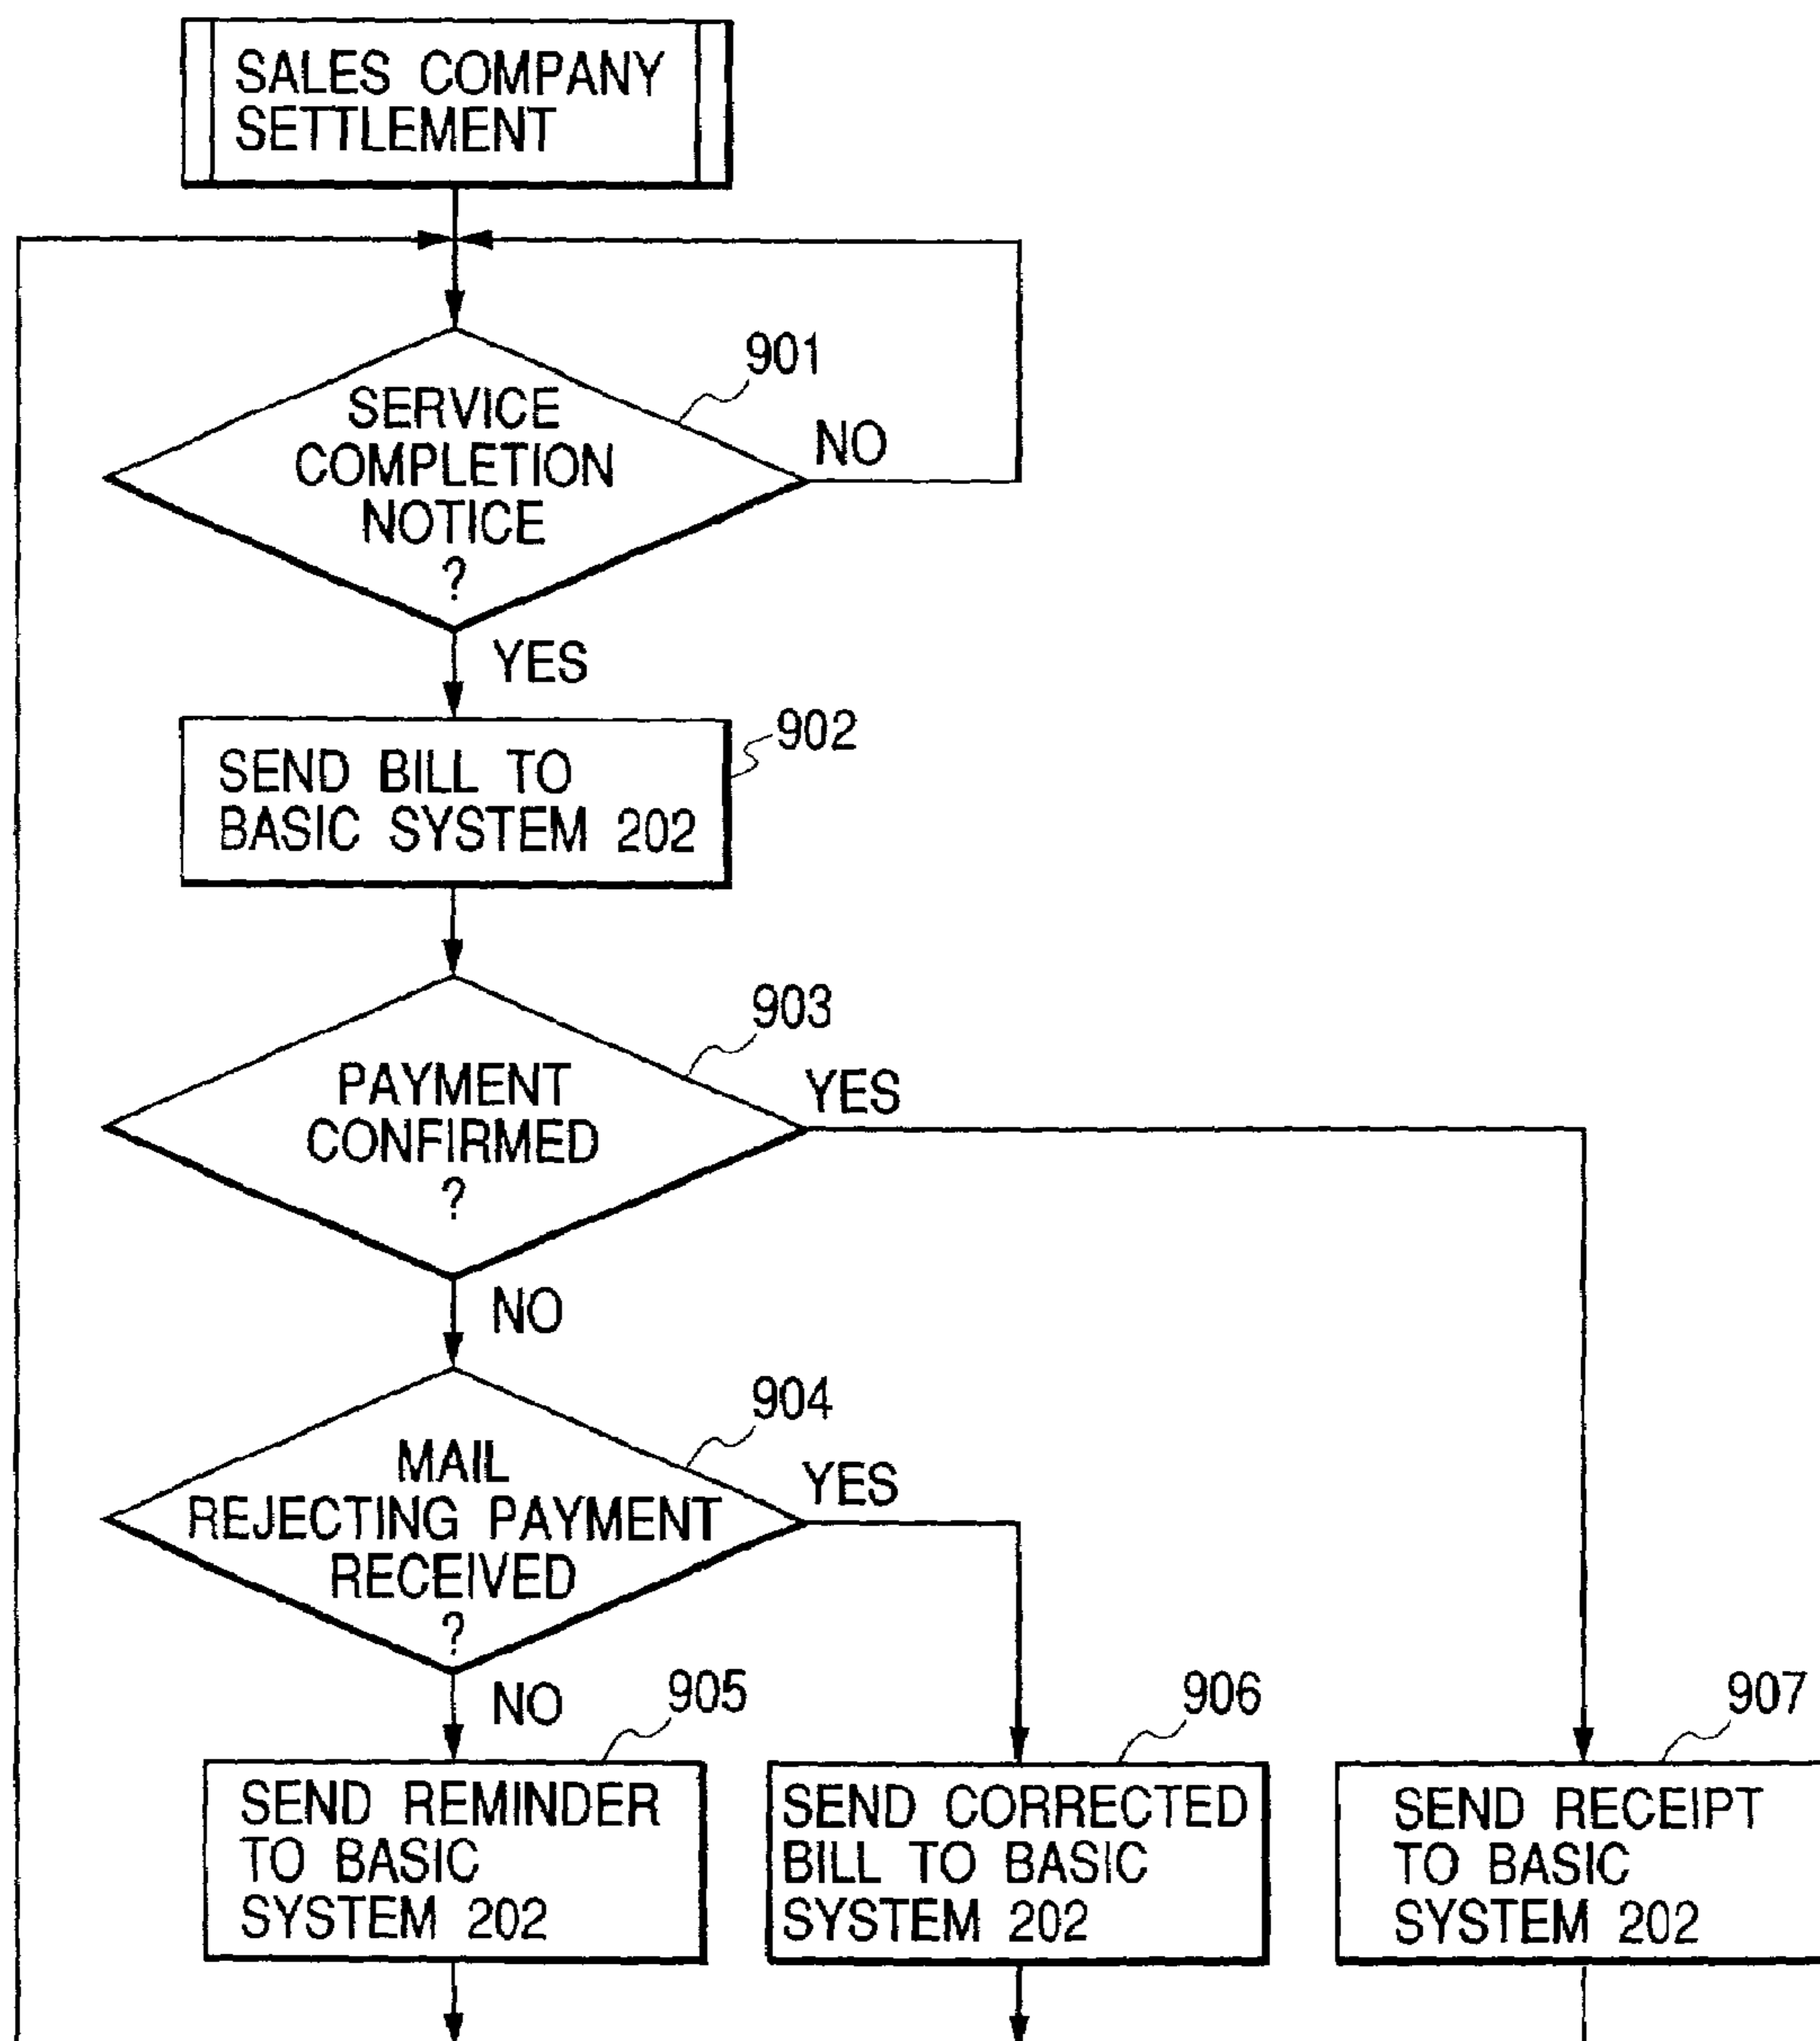 SALES COMPANY
SETTLEMENT
901
SERVICE
COMPLETION
NOTICE
?
NO
YES
902
SEND BILL TO
BASIC SYSTEM 202
903
PAYMENT
CONFIRMED
?
YES
NO
904
MAIL
REJECTING PAYMENT
RECEIVED
?
YES
NO
905
SEND REMINDER
TO BASIC
SYSTEM 202
906
SEND CORRECTED
BILL TO BASIC
SYSTEM 202
907
SEND RECEIPT
TO BASIC
SYSTEM 202